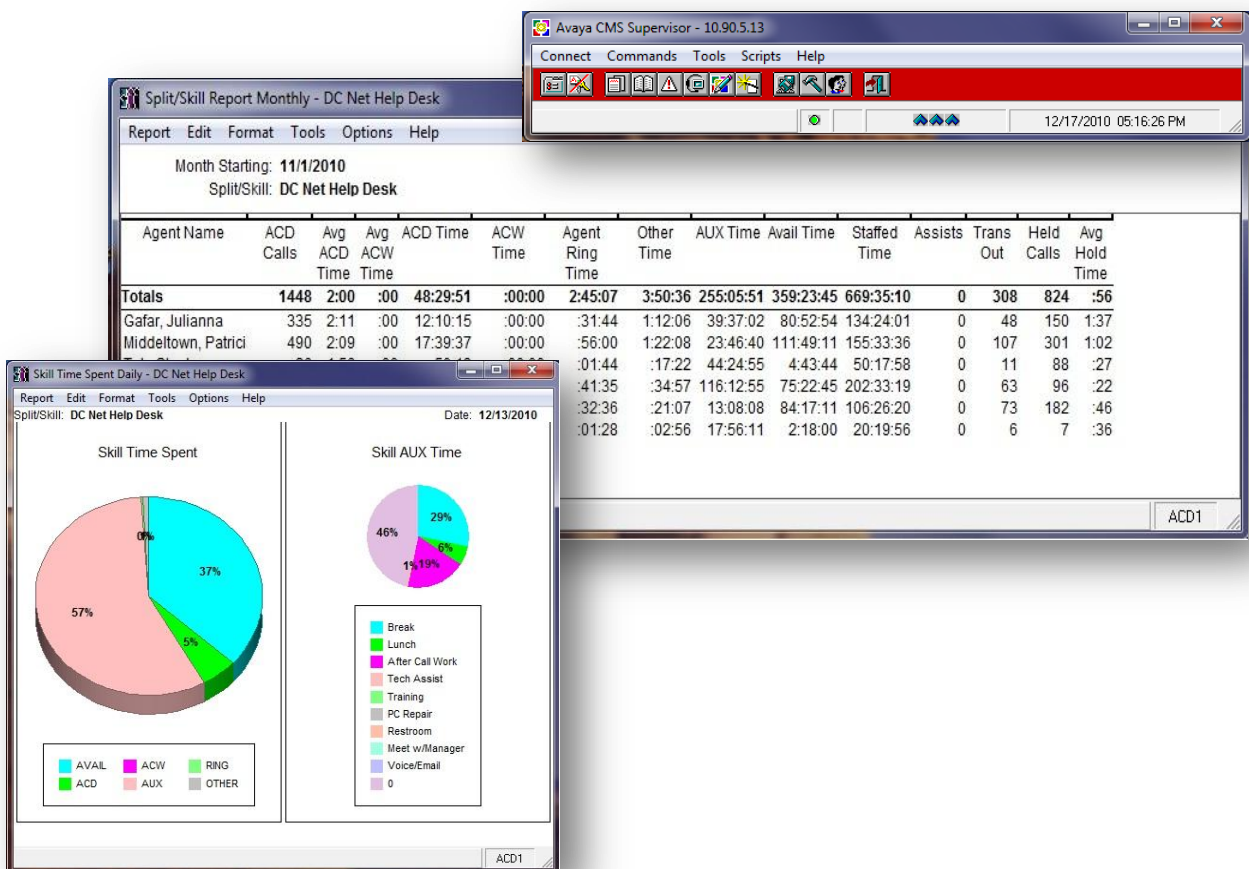 Avaya CMS Supervisor - 10.90.5.13
Connect Commands Tools Scripts Help
12/17/2010 05:16:26 PM
Split/Skill Report Monthly - DC Net Help Desk
Report Edit Format Tools Options Help
Month Starting: 11/1/2010
Split/Skill: DC Net Help Desk
Agent Name ACD Avg Avg ACD Time ACW Agent Other AUX Time Avail Time Staffed Assists Trans Held Avg
Calls ACD ACW Time Ring Time Time Out Calls Hold
Time Time Time Time
Totals 1448 2:00 :00 48:29:51 :00:00 2:45:07 3:50:36 255:05:51 359:23:45 669:35:10 0 308 824 :56
Gafar, Julianna 335 2:11 :00 12:10:15 :00:00 :31:44 1:12:06 39:37:02 80:52:54 134:24:01 0 48 150 1:37
Middeltown, Patrici 490 2:09 :00 17:39:37 :00:00 :56:00 1:22:08 23:46:40 111:49:11 155:33:36 0 107 301 1:02
:01:44 :17:22 44:24:55 4:43:44 50:17:58 0 11 88 :27
:41:35 :34:57 116:12:55 75:22:45 202:33:19 0 63 96 :22
:32:36 :21:07 13:08:08 84:17:11 106:26:20 0 73 182 :46
:01:28 :02:56 17:56:11 2:18:00 20:19:56 0 6 7 :36
ACD1
Skill Time Spent Daily - DC Net Help Desk
Report Edit Format Tools Options Help
Split/Skill: DC Net Help Desk Date: 12/13/2010
Skill Time Spent
37%
57%
5%
AVAIL ACW RING
ACD AUX OTHER
Skill AUX Time
29%
46%
6%
1% 19%
Break
Lunch
After Call Work
Tech Assist
Training
PC Repair
Restroom
Meet w/Manager
Voice/Email
0
ACD1